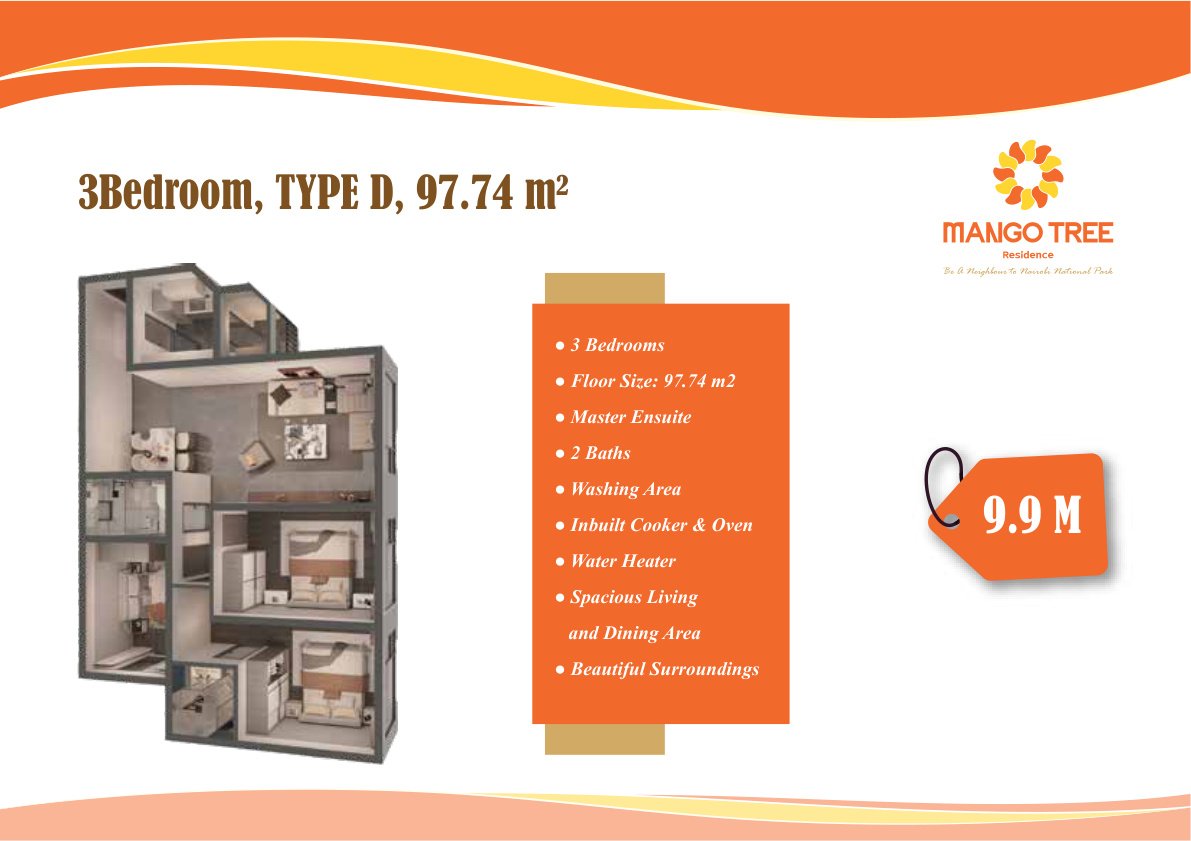 3Bedroom, TYPE D, 97.74 m²
MANGO TREE
Residence
Be A Neighbour to Nairobi National Park
● 3 Bedrooms
● Floor Size: 97.74 m2
● Master Ensuite
● 2 Baths
● Washing Area
● Inbuilt Cooker & Oven
● Water Heater
● Spacious Living
and Dining Area
● Beautiful Surroundings
9.9 M